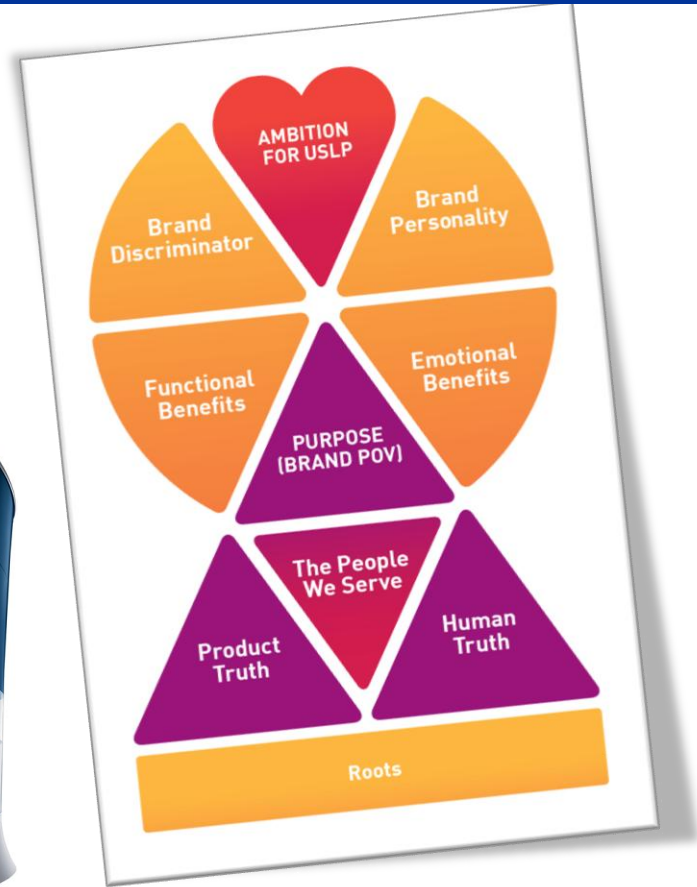 AMBITION
FOR USLP
Brand
Discriminator
Brand
Personality
Functional
Benefits
Emotional
Benefits
PURPOSE
(BRAND POV)
The People
We Serve
Product
Truth
Human
Truth
Roots